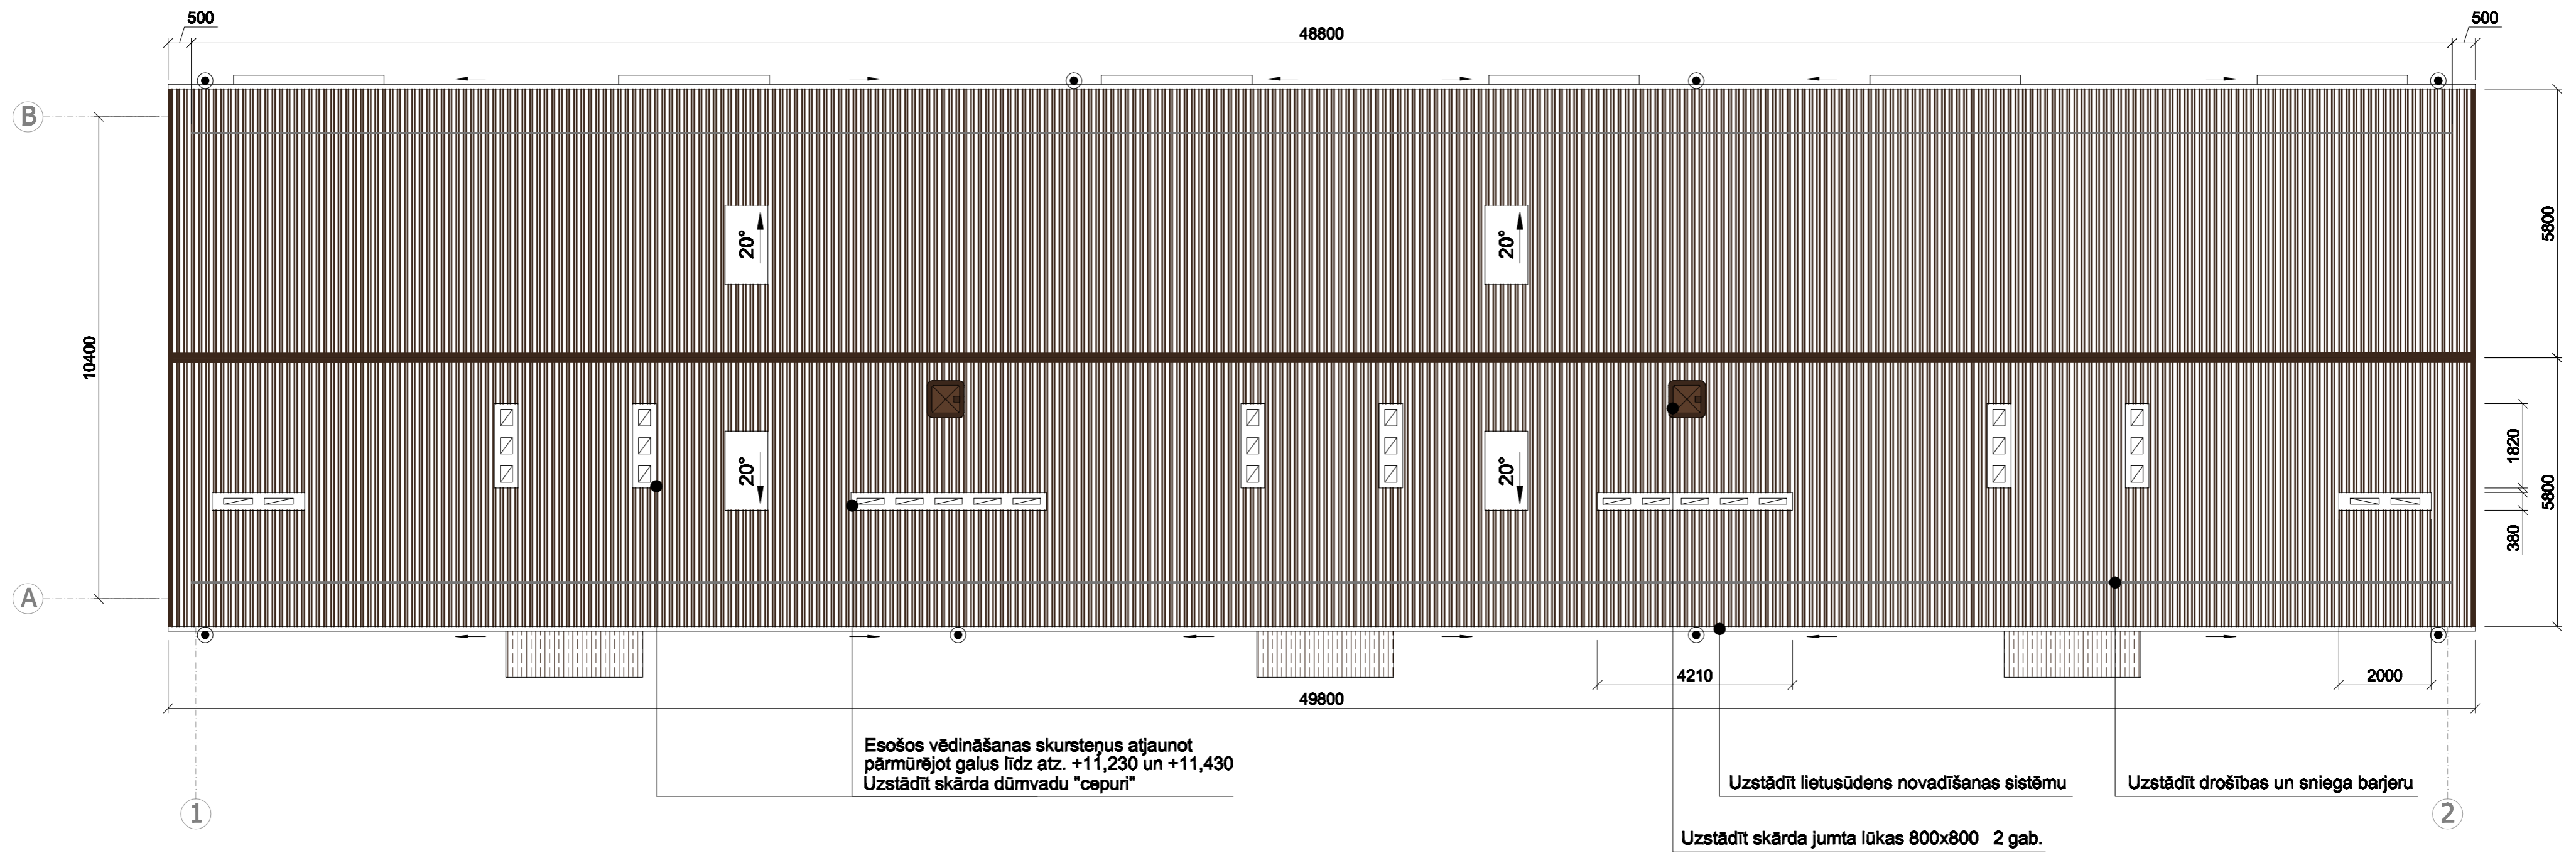 500
48800
500
B
20°
20°
5800
10400
20°
20°
1820
5800
380
A
4210
2000
49800
Esošos vēdināšanas skursteņus atjaunot
pārmūrējot galus līdz atz. +11,230 un +11,430
Uzstādīt skārda dūmvadu "cepuri"
Uzstādīt lietusūdens novadīšanas sistēmu
Uzstādīt drošības un sniega barjeru
1
2
Uzstādīt skārda jumta lūkas 800x800 2 gab.